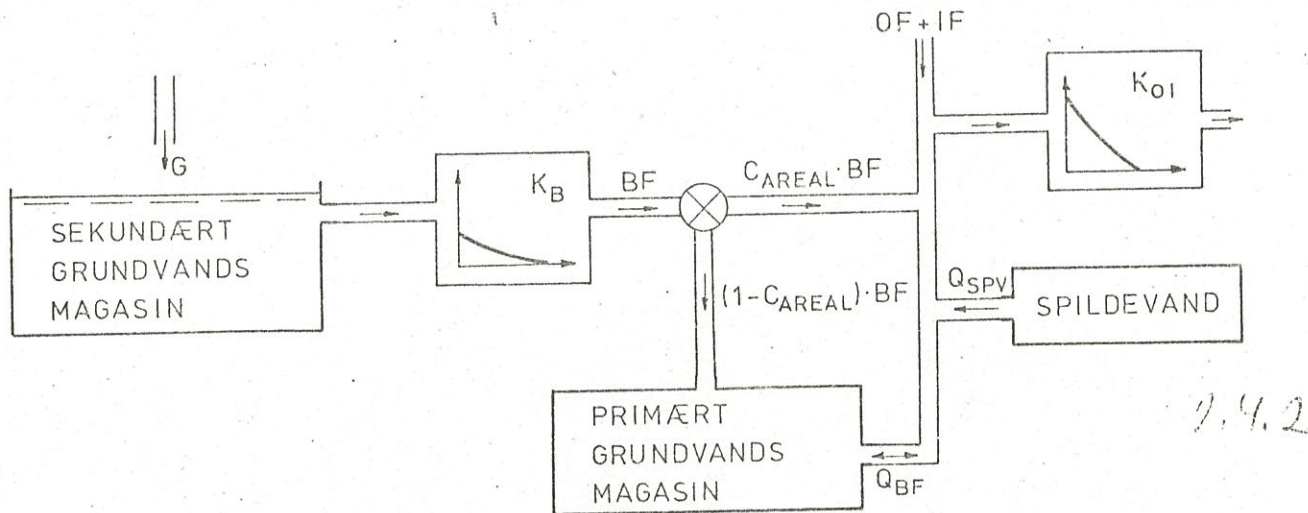 OF + IF
K_OI
G
K_B
BF
C_AREAL · BF
SEKUNDÆRT
GRUNDVANDS
MAGASIN
(1-C_AREAL) · BF
Q_SPV
SPILDEVAND
PRIMÆRT
GRUNDVANDS
MAGASIN
Q_BF
2.4.2